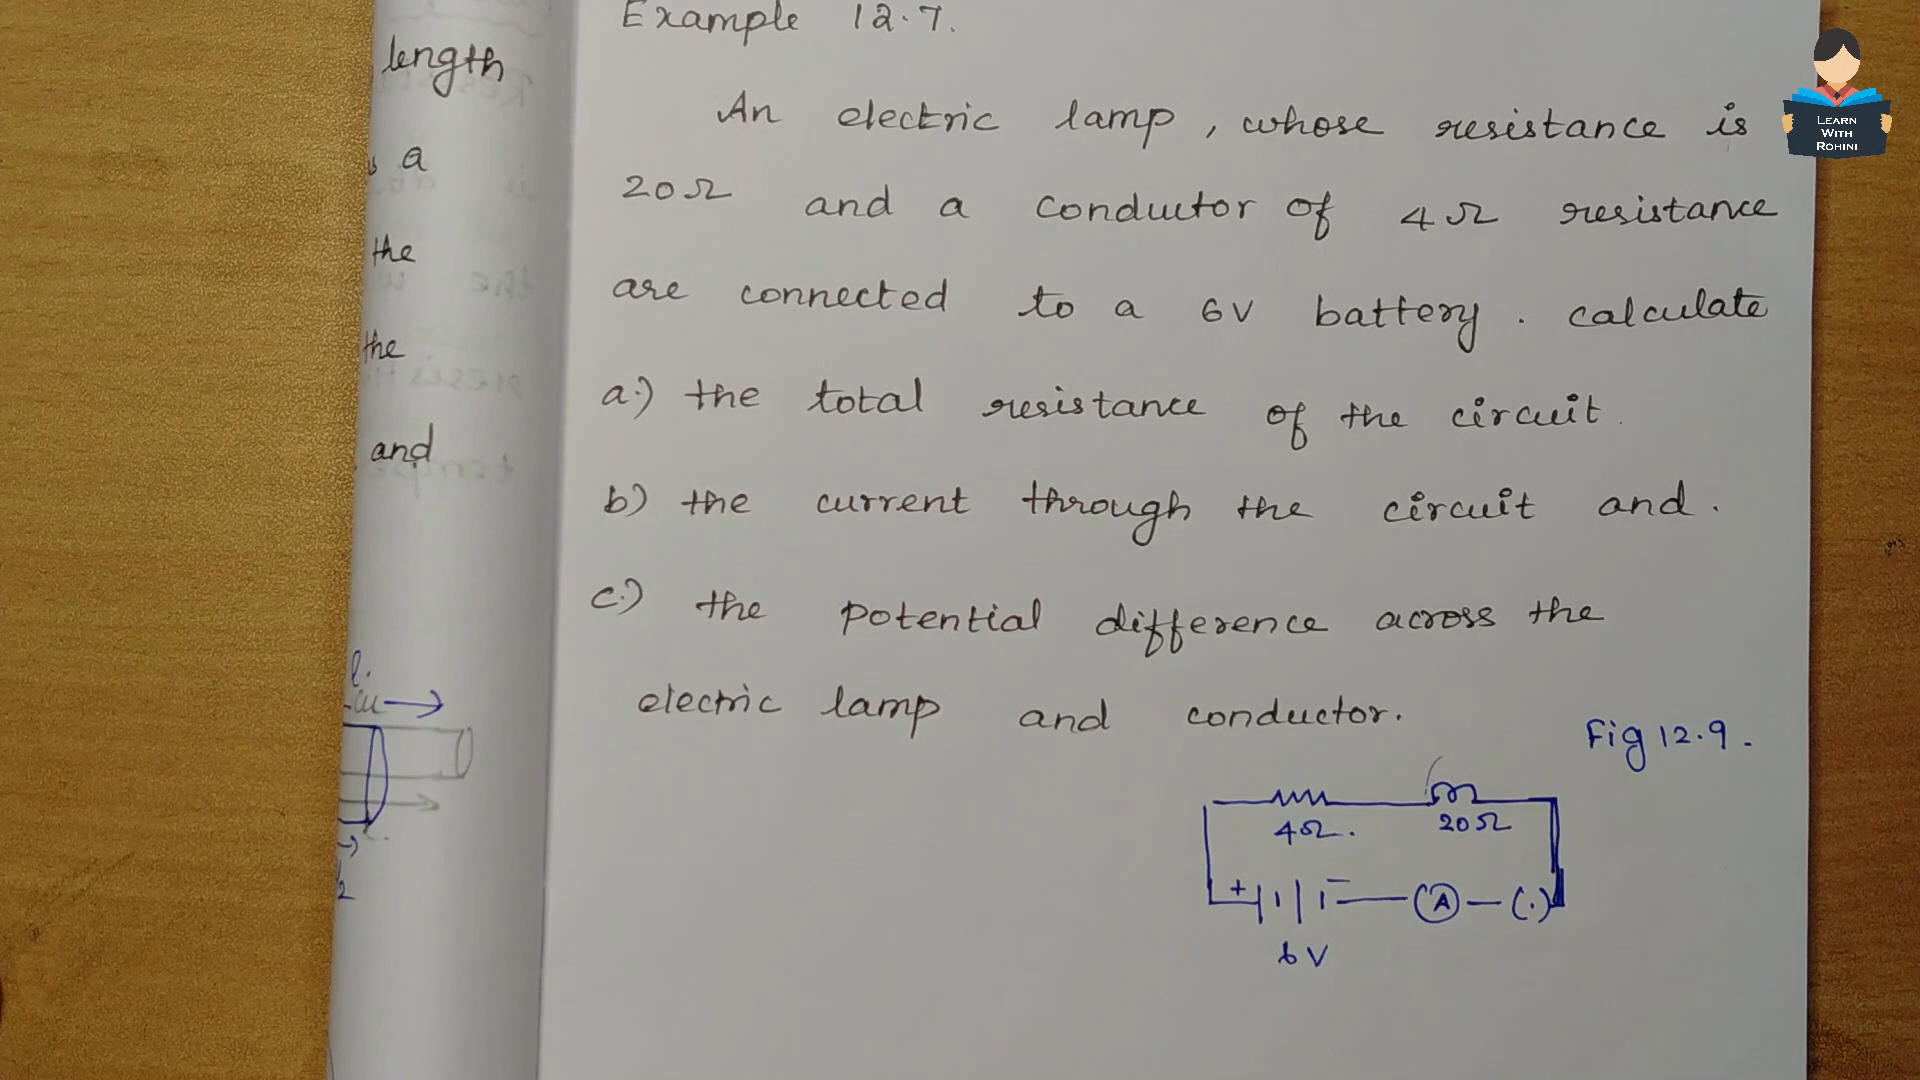 length
a
the
the
and
Example 12.7.
An electric lamp, whose resistance is
20Ω and a conductor of 4Ω resistance
are connected to a 6V battery. calculate
a.) the total resistance of the circuit.
b) the current through the circuit and.
c.) the potential difference across the
electric lamp and conductor.
Fig 12.9.
4Ω. 20Ω
+ − A (.)
6V
LEARN
WITH
ROHINI